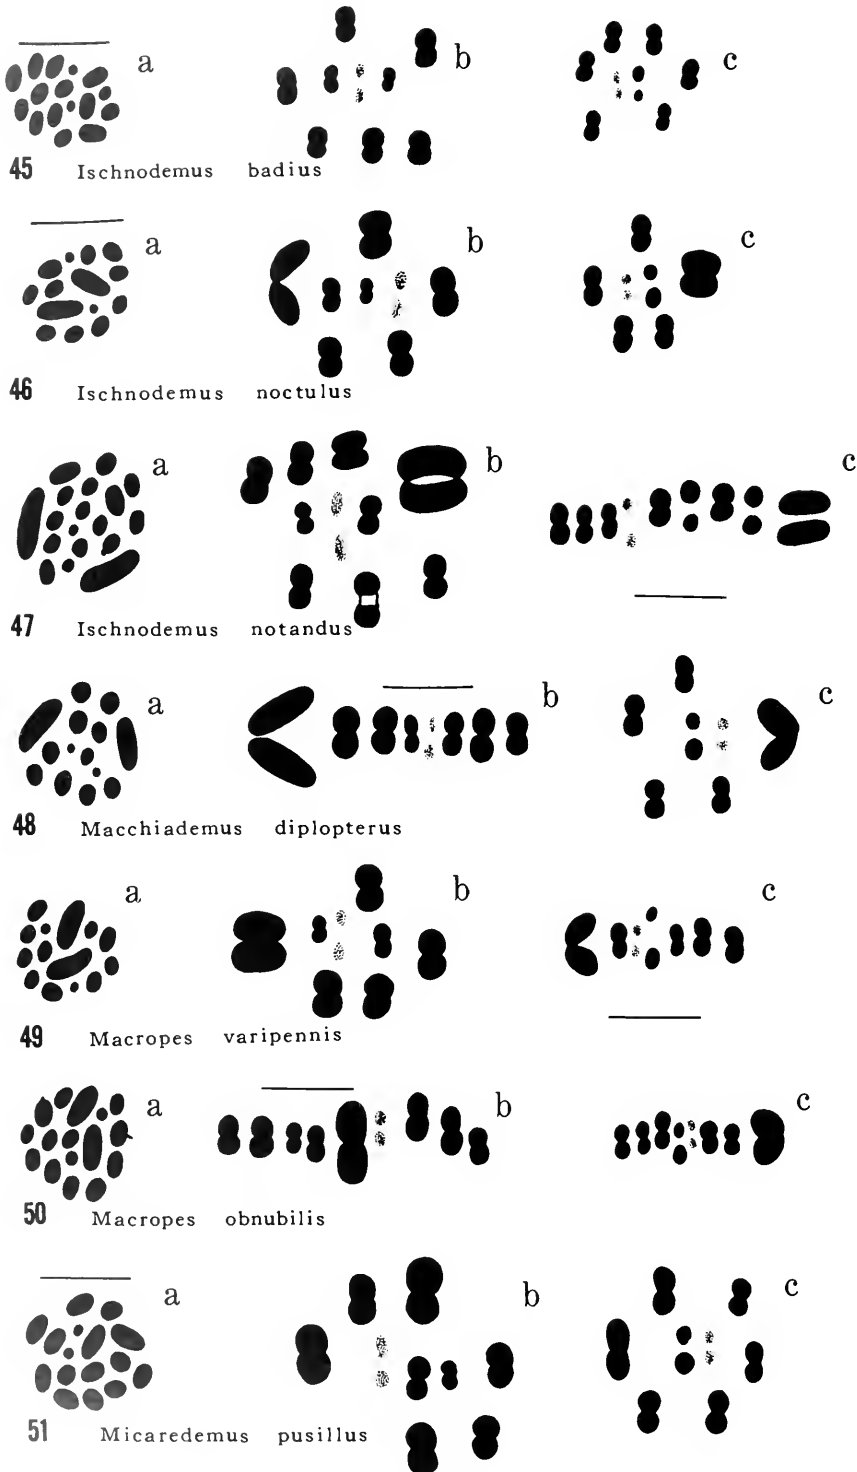 a b c
45 Ischnodemus badius
a b c
46 Ischnodemus noctulus
a b c
47 Ischnodemus notandus
a b c
48 Macchiademus diplopterus
a b c
49 Macropes varipennis
a b c
50 Macropes obnubilis
a b c
51 Micaredemus pusillus